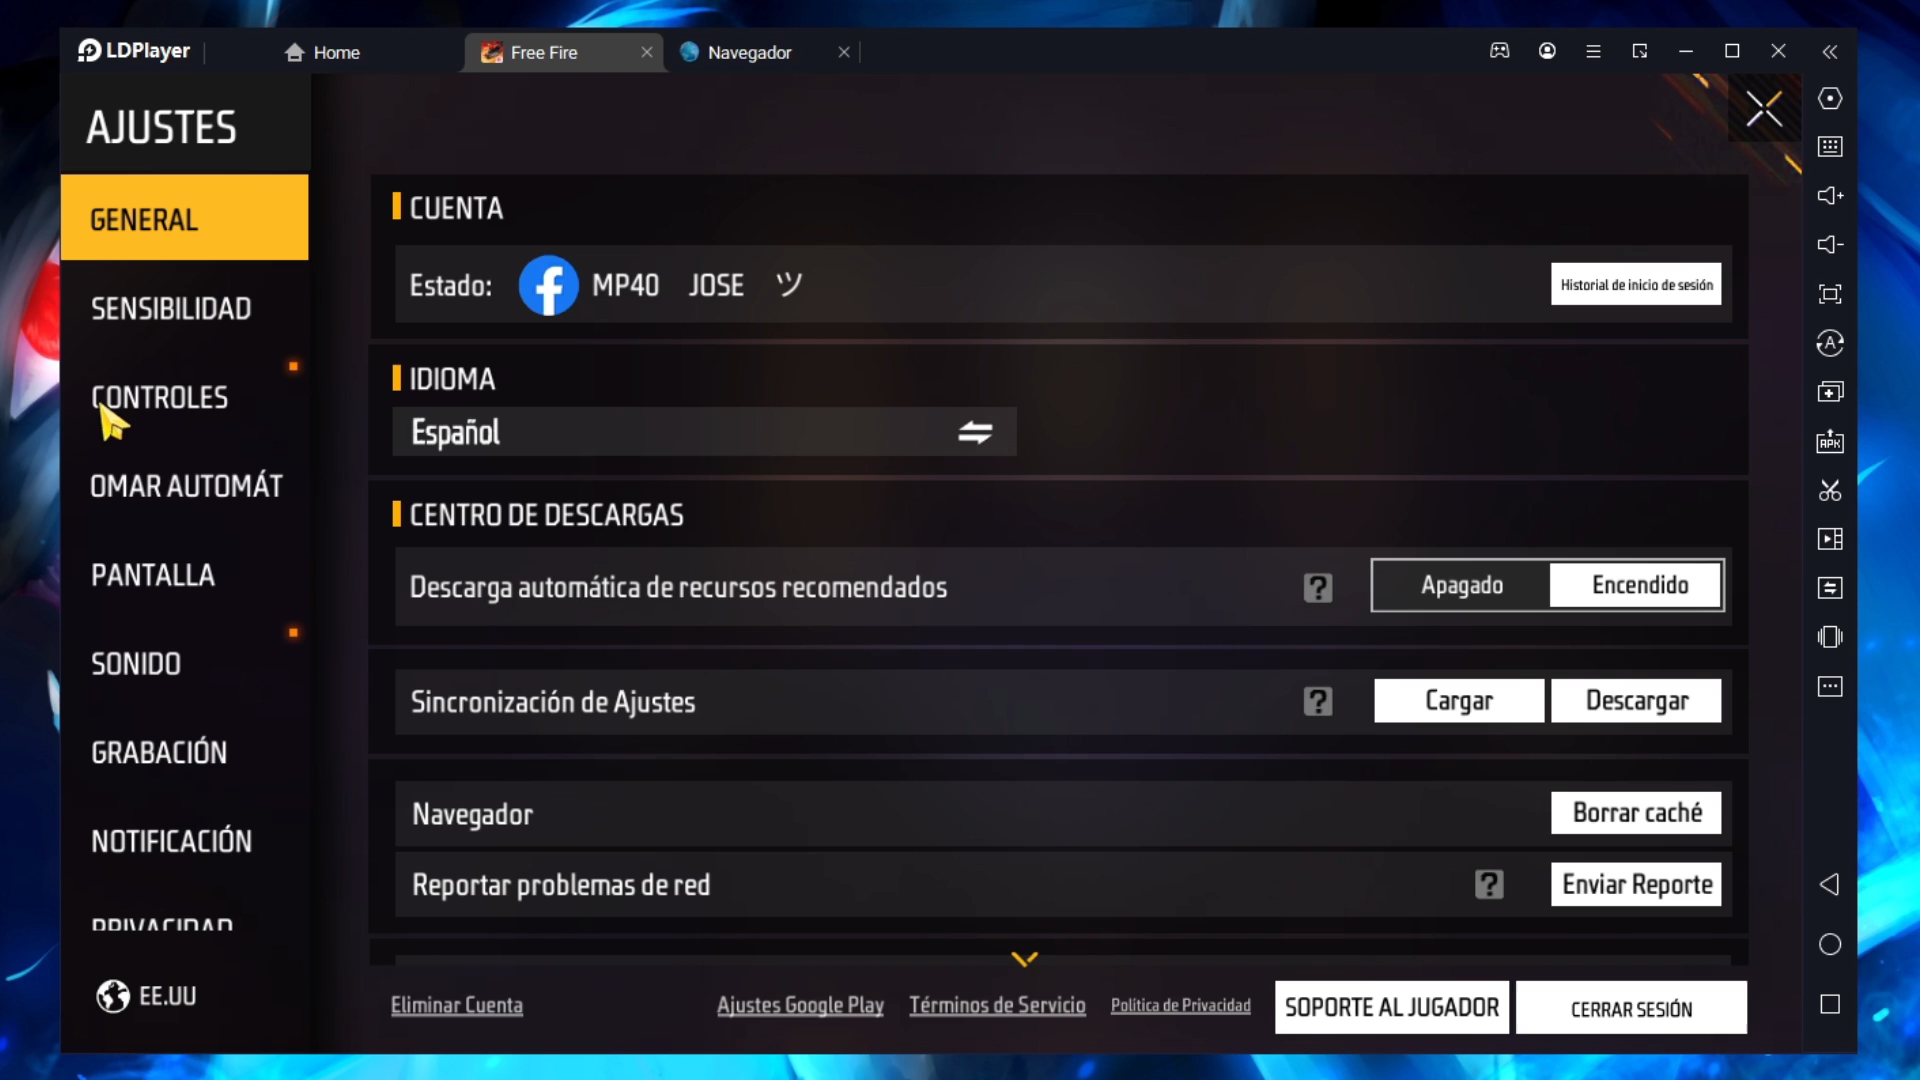 LDPlayer
Home
Free Fire
Navegador
AJUSTES
GENERAL
SENSIBILIDAD
CONTROLES
OMAR AUTOMÁT
PANTALLA
SONIDO
GRABACIÓN
NOTIFICACIÓN
PRIVACIDAD
EE.UU
CUENTA
Estado: MP40 JOSE ツ
Historial de inicio de sesión
IDIOMA
Español
CENTRO DE DESCARGAS
Descarga automática de recursos recomendados
?
Apagado
Encendido
Sincronización de Ajustes
?
Cargar
Descargar
Navegador
Borrar caché
Reportar problemas de red
?
Enviar Reporte
Eliminar Cuenta
Ajustes Google Play
Términos de Servicio
Política de Privacidad
SOPORTE AL JUGADOR
CERRAR SESIÓN
A
APK